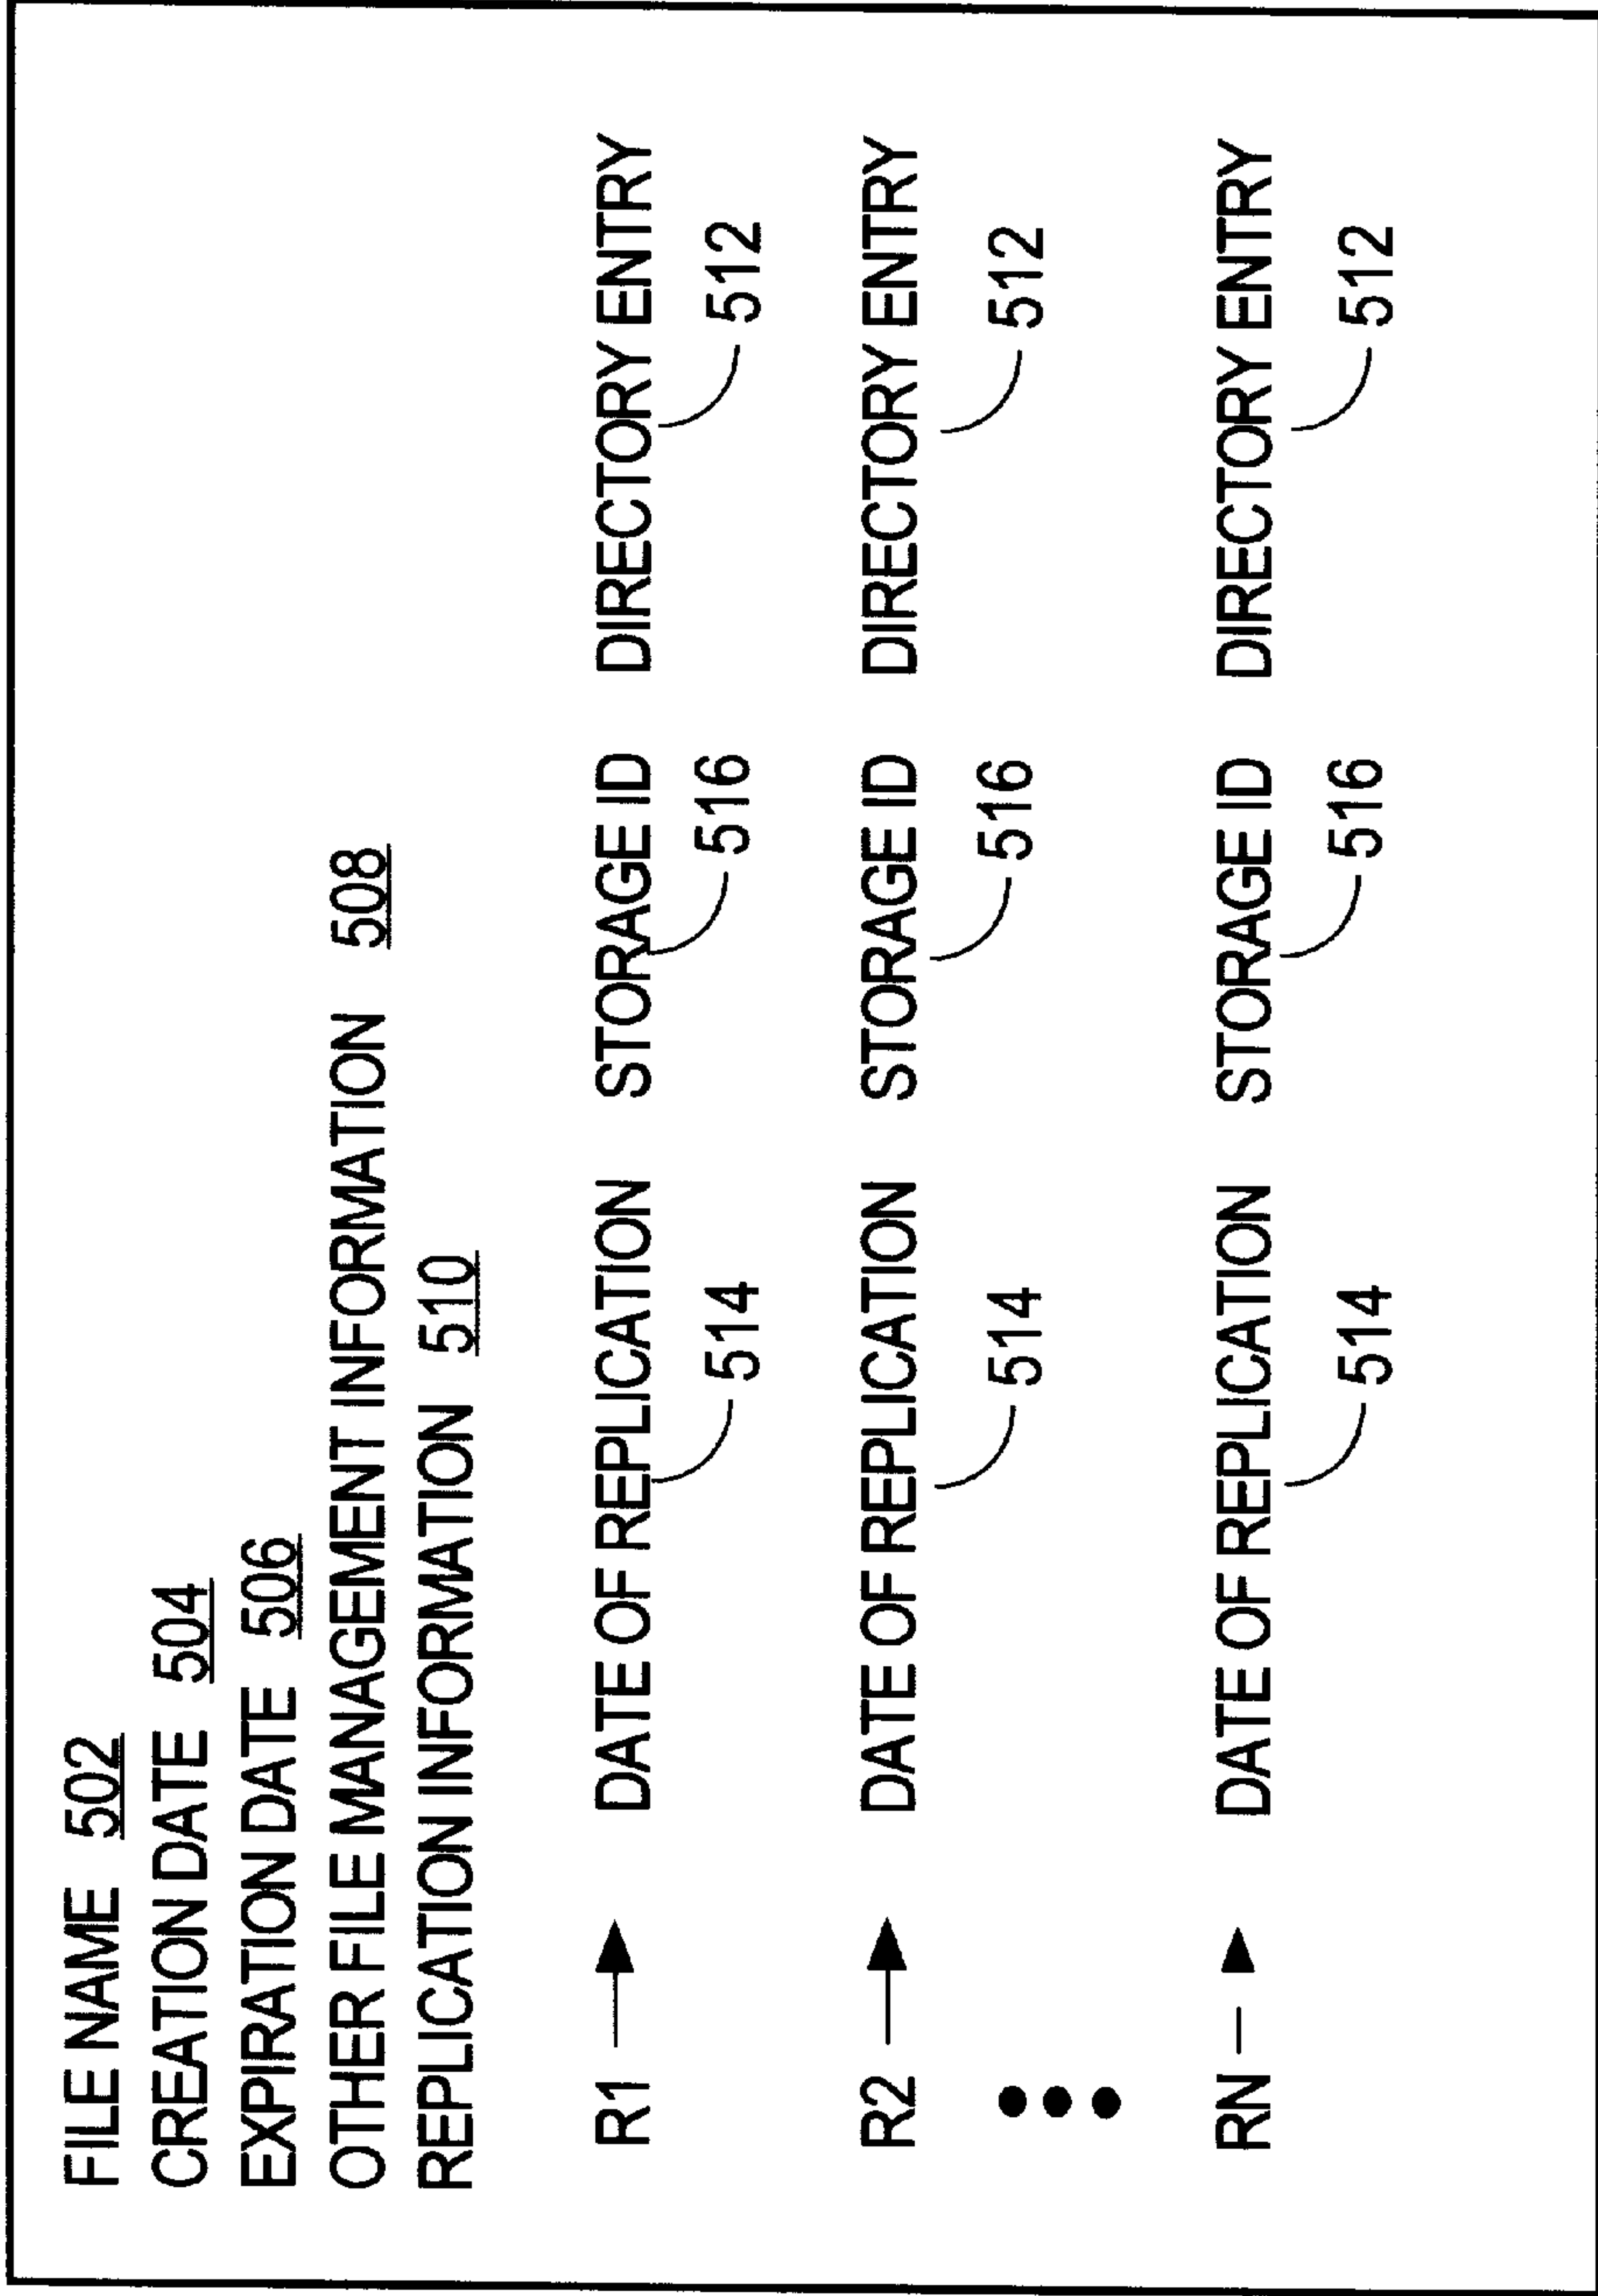 FILE NAME 502
CREATION DATE 504
EXPIRATION DATE 506
OTHER FILE MANAGEMENT INFORMATION 508
REPLICATION INFORMATION 510
R1 DATE OF REPLICATION STORAGE ID DIRECTORY ENTRY
514 516 512
R2 DATE OF REPLICATION STORAGE ID DIRECTORY ENTRY
514 516 512
RN DATE OF REPLICATION STORAGE ID DIRECTORY ENTRY
514 516 512